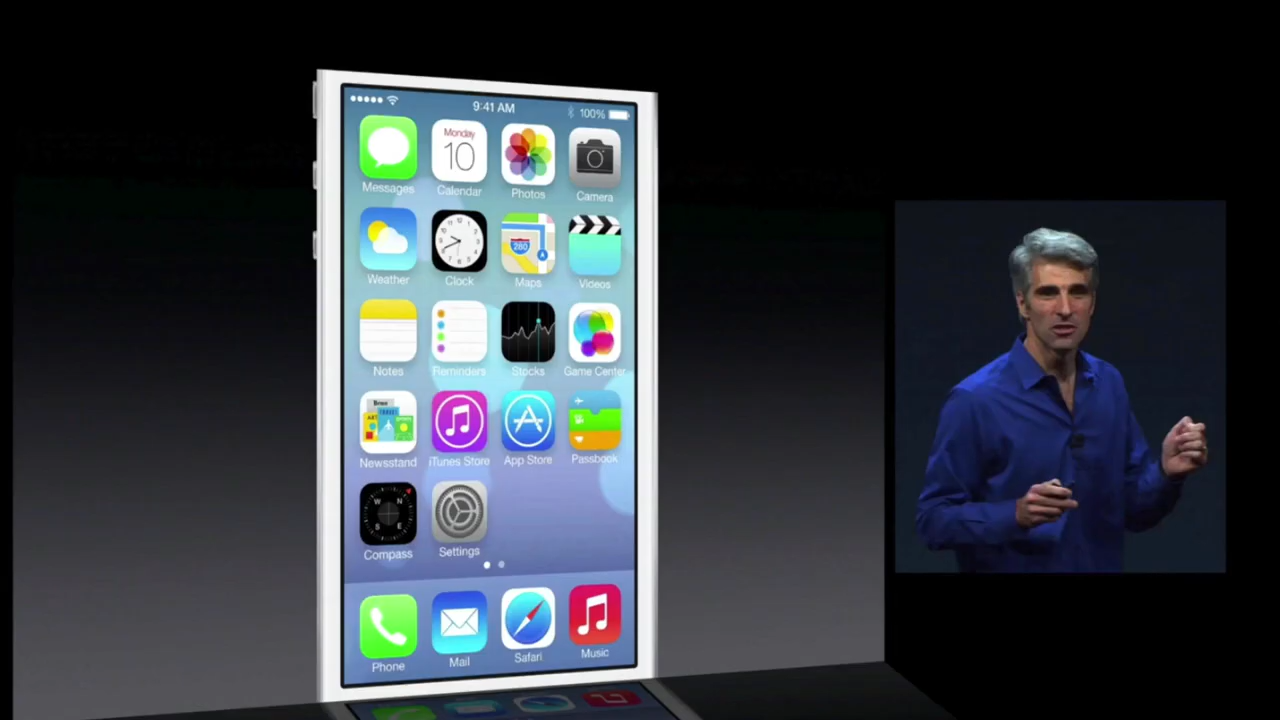 9:41 AM 100%
Monday
10
Messages Calendar Photos Camera
280
Weather Clock Maps Videos
Notes Reminders Stocks Game Center
Newsstand iTunes Store App Store Passbook
W N
S E
Compass Settings
Phone Mail Safari Music